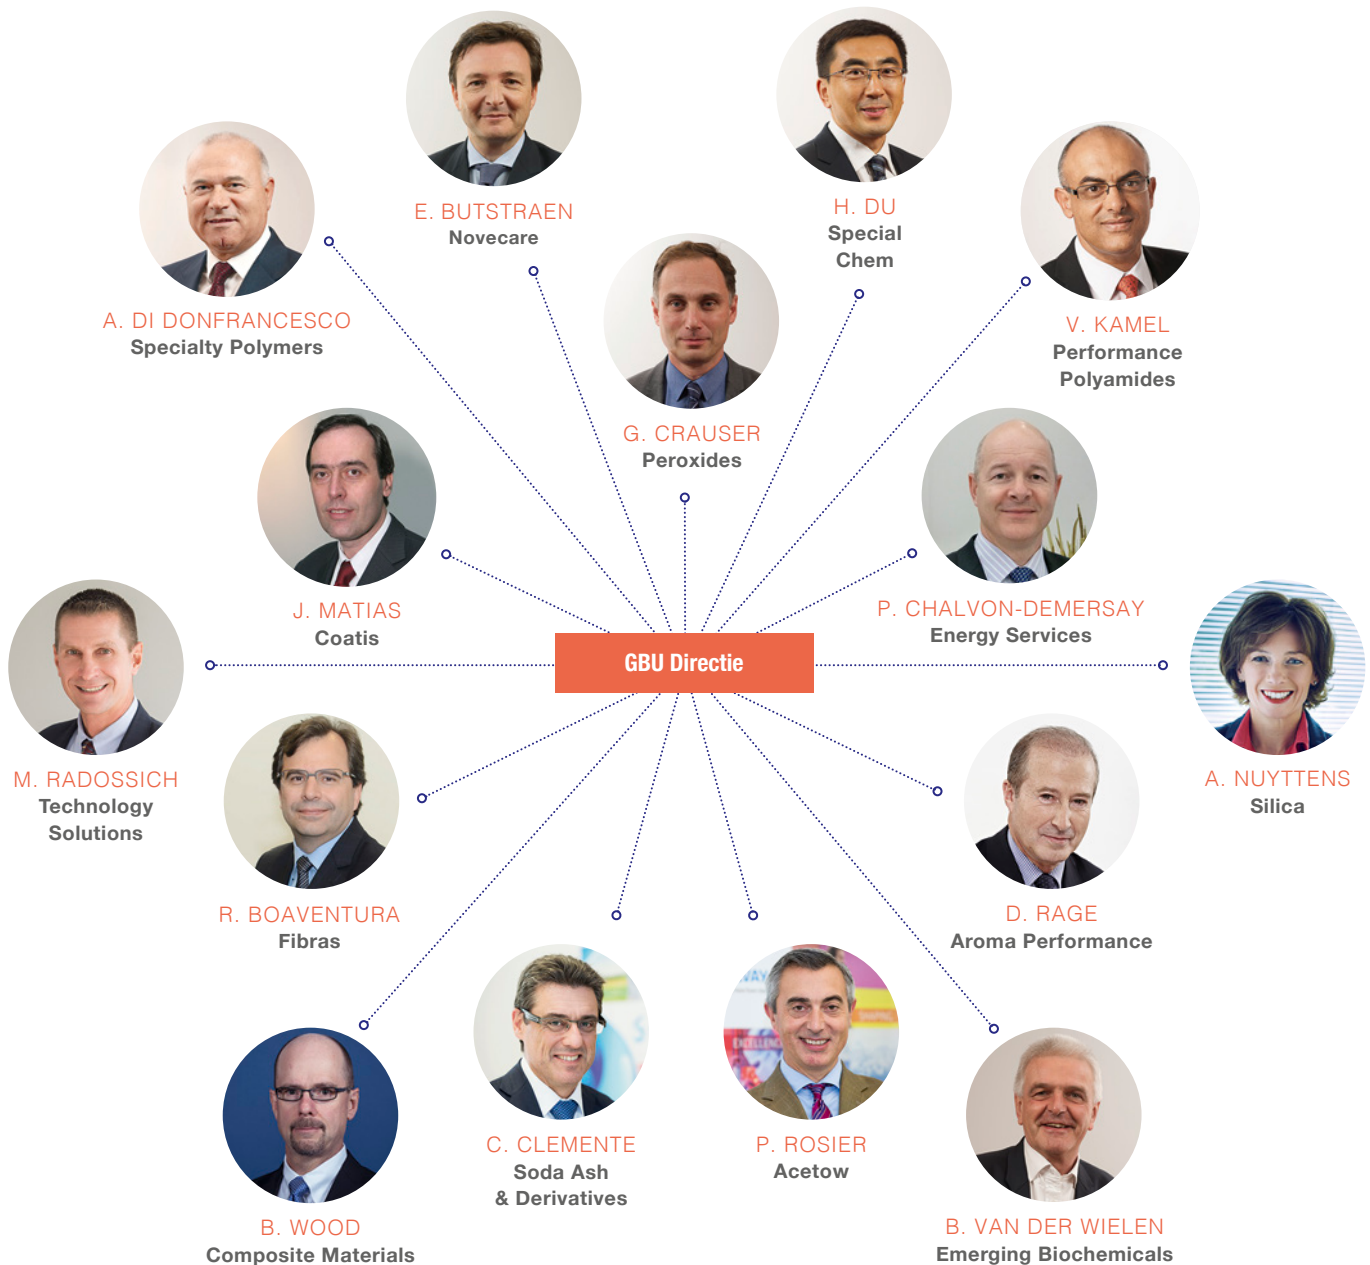 E. BUTSTRAEN
Novecare
H. DU
Special
Chem
A. DI DONFRANCESCO
Specialty Polymers
V. KAMEL
Performance
Polyamides
G. CRAUSER
Peroxides
J. MATIAS
Coatis
P. CHALVON-DEMERSAY
Energy Services
GBU Directie
M. RADOSSICH
Technology
Solutions
A. NUYTTENS
Silica
R. BOAVENTURA
Fibras
D. RAGE
Aroma Performance
C. CLEMENTE
Soda Ash
& Derivatives
P. ROSIER
Acetow
B. WOOD
Composite Materials
B. VAN DER WIELEN
Emerging Biochemicals